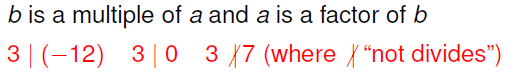 b is a multiple of a and a is a factor of b
3 | (−12) 3 | 0 3 ∤7 (where ∤ “not divides”)